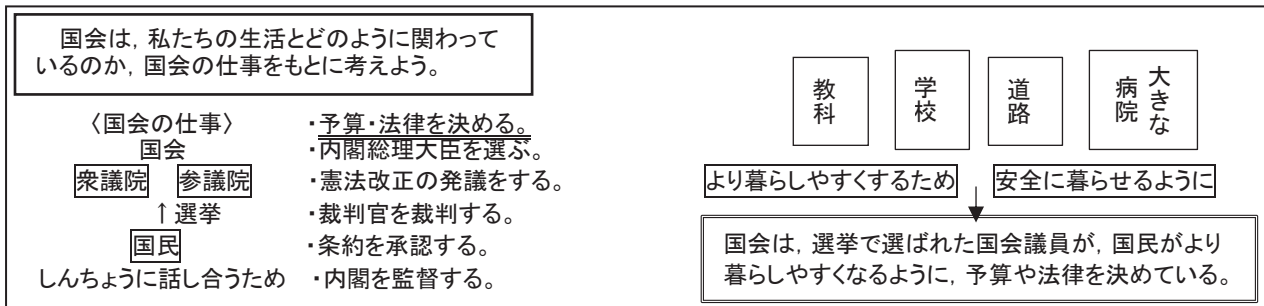 国会は，私たちの生活とどのように関わって
いるのか，国会の仕事をもとに考えよう。
〈国会の仕事〉
国会
衆議院 参議院
↑選挙
国民
しんちょうに話し合うため
・予算・法律を決める。
・内閣総理大臣を選ぶ。
・憲法改正の発議をする。
・裁判官を裁判する。
・条約を承認する。
・内閣を監督する。
教科
学校
道路
大きな
病院
より暮らしやすくするため
安全に暮らせるように
国会は，選挙で選ばれた国会議員が，国民がより
暮らしやすくなるように，予算や法律を決めている。